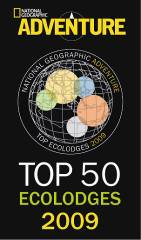 NATIONAL
GEOGRAPHIC
ADVENTURE
NATIONAL GEOGRAPHIC ADVENTURE
TOP ECOLODGES 2009
TOP 50
ECOLODGES
2009